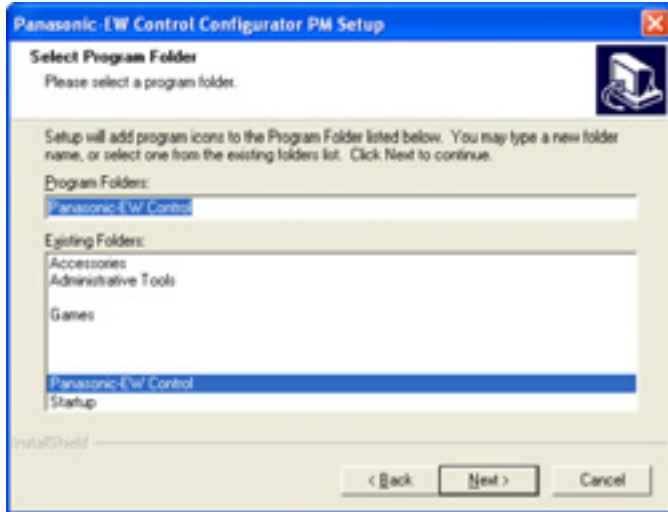 Panasonic-EW Control Configurator PM Setup
Select Program Folder
Please select a program folder.
Setup will add program icons to the Program Folder listed below. You may type a new folder
name, or select one from the existing folders list. Click Next to continue.
Program Folders:
Panasonic-EW Control
Existing Folders:
Accessories
Administrative Tools
Games
Panasonic-EW Control
Startup
InstallShield
< Back
Next >
Cancel